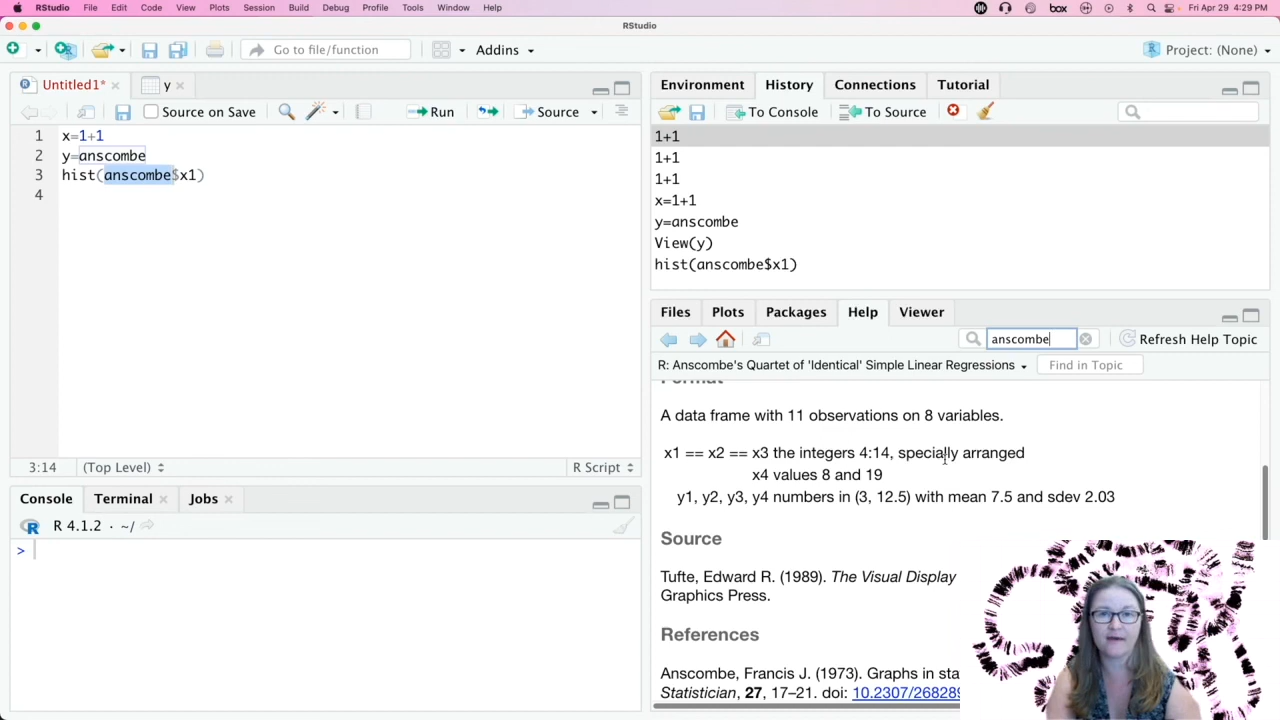 RStudio File Edit Code View Plots Session Build Debug Profile Tools Window Help box Fri Apr 29 4:29 PM
RStudio
Go to file/function Addins Project: (None)
Untitled1* y
Source on Save Run Source
1 x=1+1
2 y=anscombe
3 hist(anscombe$x1)
4
3:14 (Top Level) R Script
Console Terminal Jobs
R 4.1.2 · ~/
>
Environment History Connections Tutorial
To Console To Source
1+1
1+1
1+1
x=1+1
y=anscombe
View(y)
hist(anscombe$x1)
Files Plots Packages Help Viewer
anscombe Refresh Help Topic
R: Anscombe's Quartet of 'Identical' Simple Linear Regressions Find in Topic
Format
A data frame with 11 observations on 8 variables.
x1 == x2 == x3 the integers 4:14, specially arranged
x4 values 8 and 19
y1, y2, y3, y4 numbers in (3, 12.5) with mean 7.5 and sdev 2.03
Source
Tufte, Edward R. (1989). The Visual Display
Graphics Press.
References
Anscombe, Francis J. (1973). Graphs in sta
Statistician, 27, 17–21. doi: 10.2307/268289